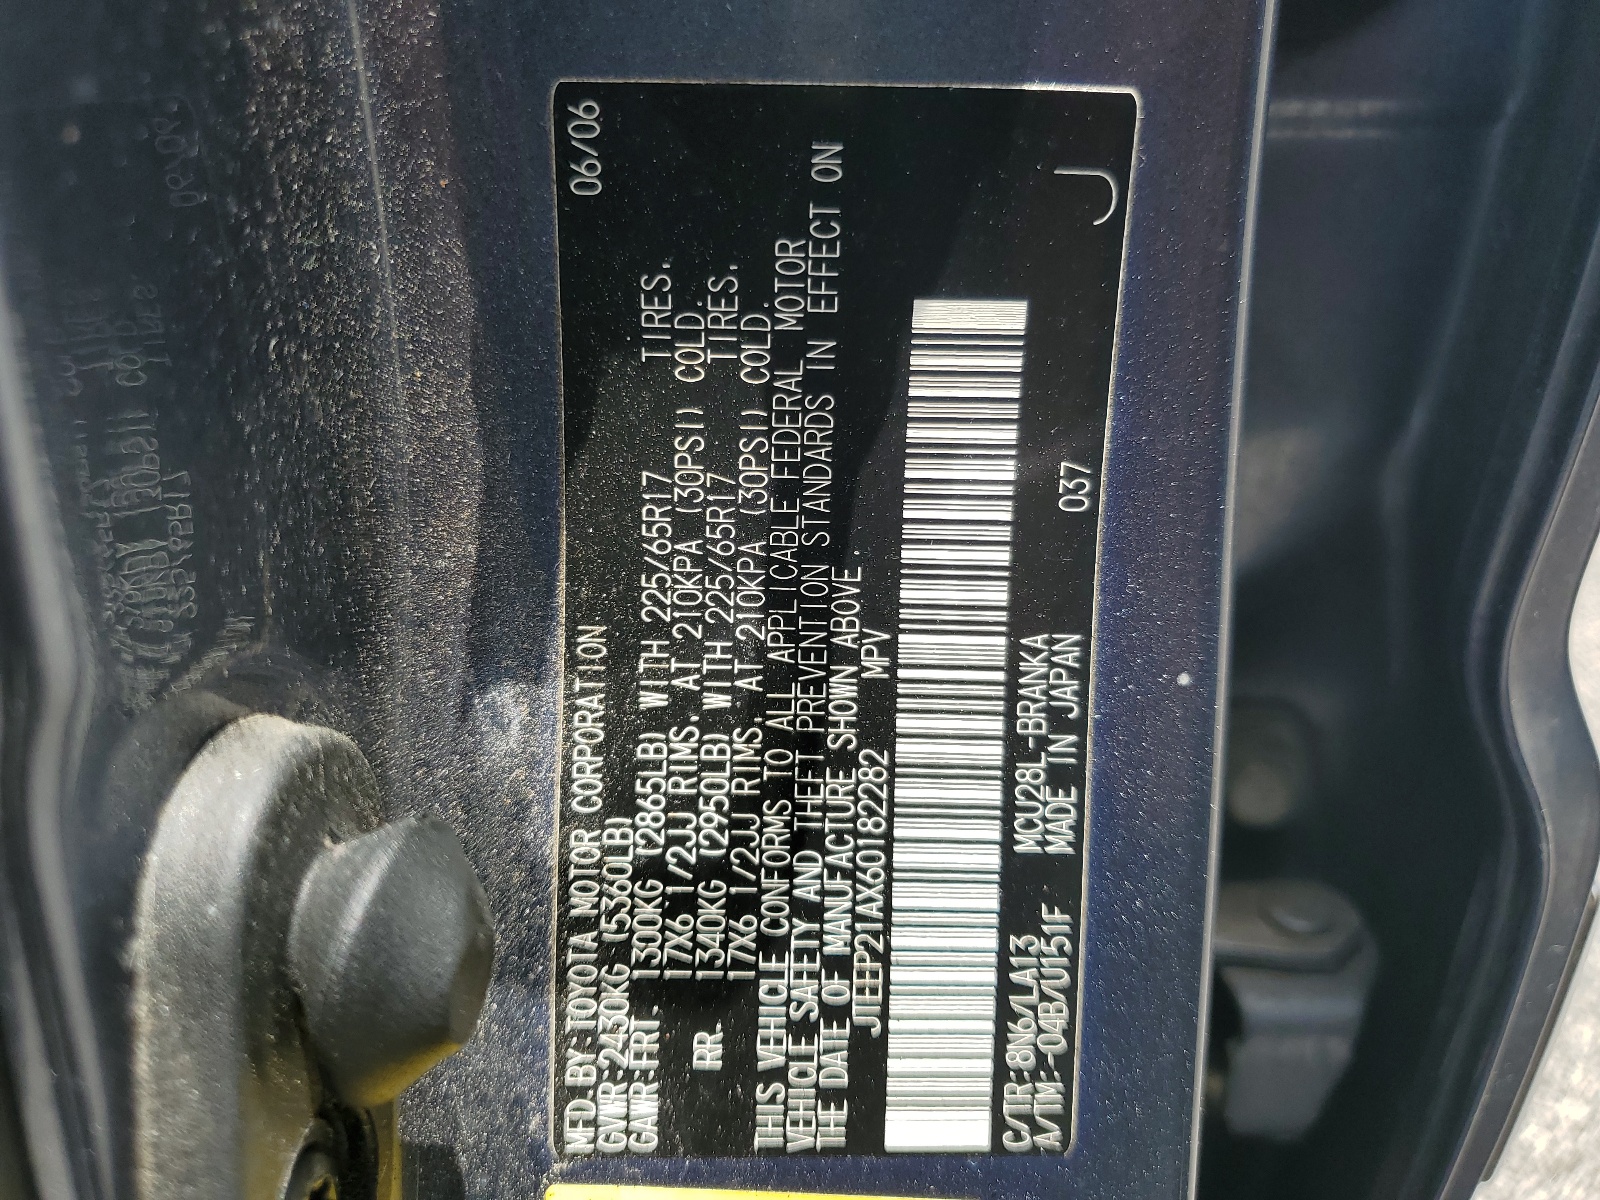 MFD.BY:TOYOTA MOTOR CORPORATION 06/06
GVWR:2430KG (5360LB)
GAWR:FRT. 1300KG (2865LB) WITH 225/65R17 TIRES.
17X6 1/2JJ RIMS. AT 210KPA (30PSI) COLD.
RR. 1340KG (2950LB) WITH 225/65R17 TIRES.
17X6 1/2JJ RIMS. AT 210KPA (30PSI) COLD.
THIS VEHICLE CONFORMS TO ALL APPLICABLE FEDERAL MOTOR
VEHICLE SAFETY AND THEFT PREVENTION STANDARDS IN EFFECT ON
THE DATE OF MANUFACTURE SHOWN ABOVE
JTEEP21AX60182282 MPV
C/TR:8N6/LA13 MCU28L-BRANKA 037
A/TM:-04B/U151F MADE IN JAPAN J